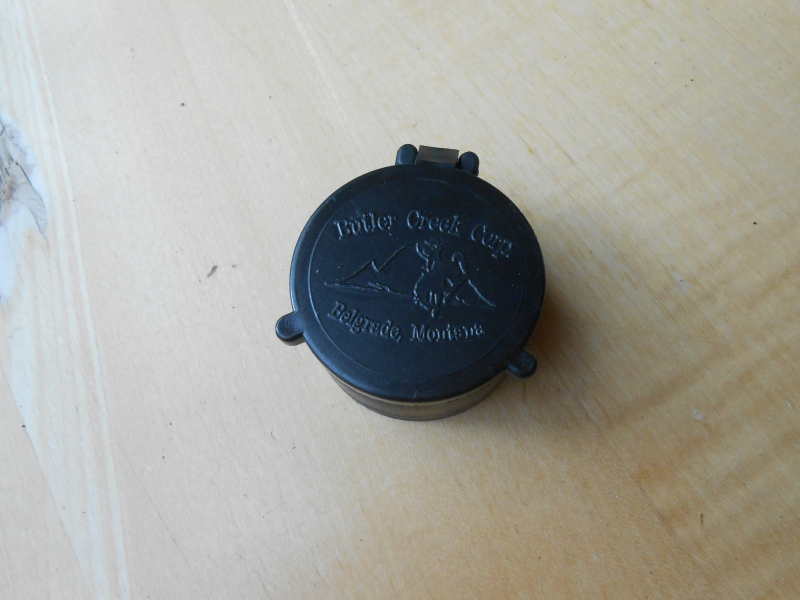 Butler Creek Corp.
Belgrade, Montana